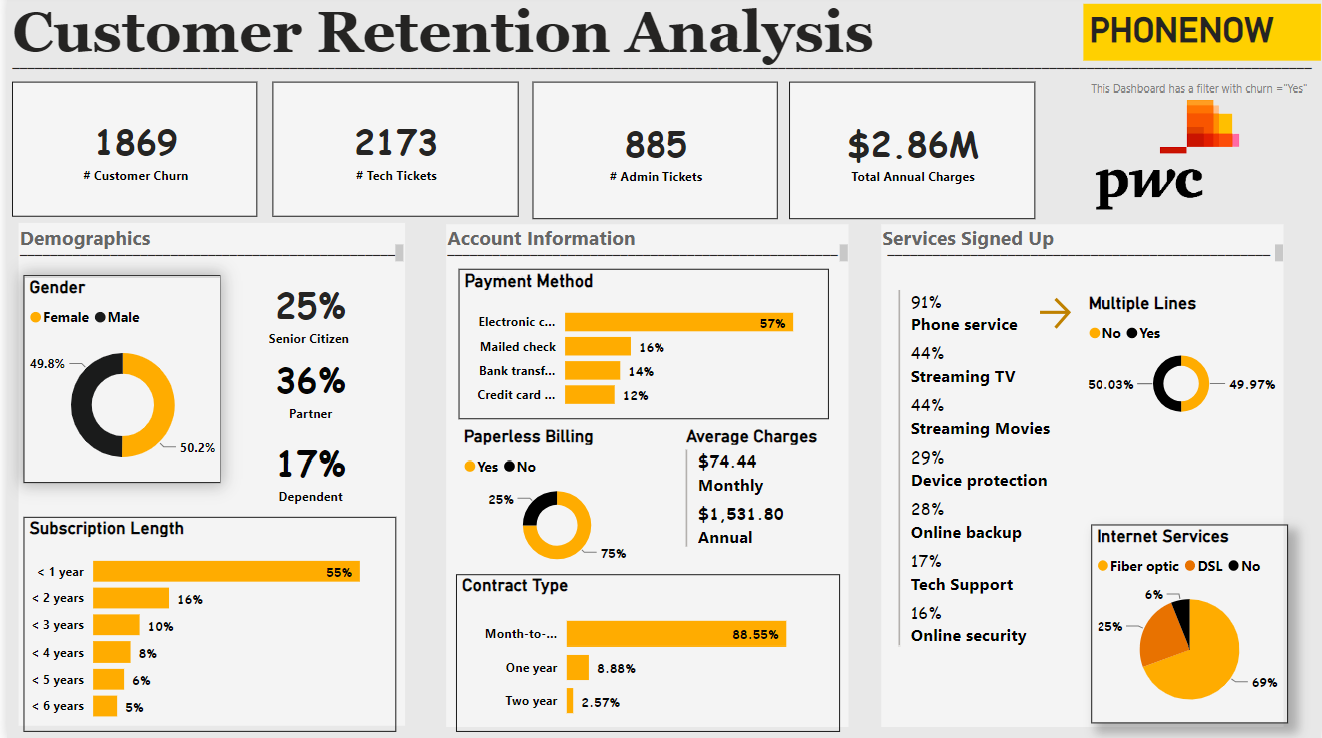 Customer Retention Analysis
PHONENOW
This Dashboard has a filter with churn ="Yes"
pwc
1869
# Customer Churn
2173
# Tech Tickets
885
# Admin Tickets
$2.86M
Total Annual Charges
Demographics
Gender
Female Male
49.8%
50.2%
25%
Senior Citizen
36%
Partner
17%
Dependent
Subscription Length
< 1 year 55%
< 2 years 16%
< 3 years 10%
< 4 years 8%
< 5 years 6%
< 6 years 5%
Account Information
Payment Method
Electronic c... 57%
Mailed check 16%
Bank transf... 14%
Credit card ... 12%
Paperless Billing
Yes No
25%
75%
Average Charges
$74.44
Monthly
$1,531.80
Annual
Contract Type
Month-to-... 88.55%
One year 8.88%
Two year 2.57%
Services Signed Up
91%
Phone service
44%
Streaming TV
44%
Streaming Movies
29%
Device protection
28%
Online backup
17%
Tech Support
16%
Online security
Multiple Lines
No Yes
50.03% 49.97%
Internet Services
Fiber optic DSL No
6%
25%
69%